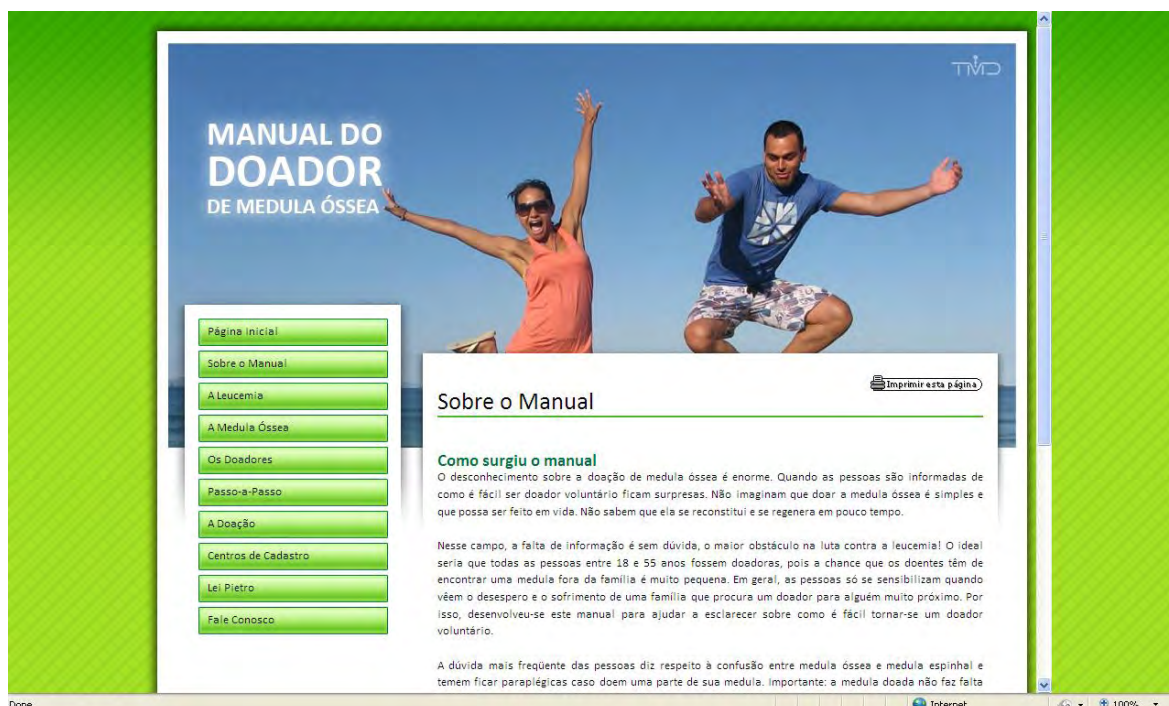 TMD
MANUAL DO
DOADOR
DE MEDULA ÓSSEA
Página Inicial
Sobre o Manual
A Leucemia
A Medula Óssea
Os Doadores
Passo-a-Passo
A Doação
Centros de Cadastro
Lei Pietro
Fale Conosco
Imprimir esta página
Sobre o Manual
Como surgiu o manual
O desconhecimento sobre a doação de medula óssea é enorme. Quando as pessoas são informadas de
como é fácil ser doador voluntário ficam surpresas. Não imaginam que doar a medula óssea é simples e
que possa ser feito em vida. Não sabem que ela se reconstitui e se regenera em pouco tempo.
Nesse campo, a falta de informação é sem dúvida, o maior obstáculo na luta contra a leucemia! O ideal
seria que todas as pessoas entre 18 e 55 anos fossem doadoras, pois a chance que os doentes têm de
encontrar uma medula fora da família é muito pequena. Em geral, as pessoas só se sensibilizam quando
vêem o desespero e o sofrimento de uma família que procura um doador para alguém muito próximo. Por
isso, desenvolveu-se este manual para ajudar a esclarecer sobre como é fácil tornar-se um doador
voluntário.
A dúvida mais freqüente das pessoas diz respeito à confusão entre medula óssea e medula espinhal e
temem ficar paraplégicas caso doem uma parte de sua medula. Importante: a medula doada não faz falta
Done
Internet
100%